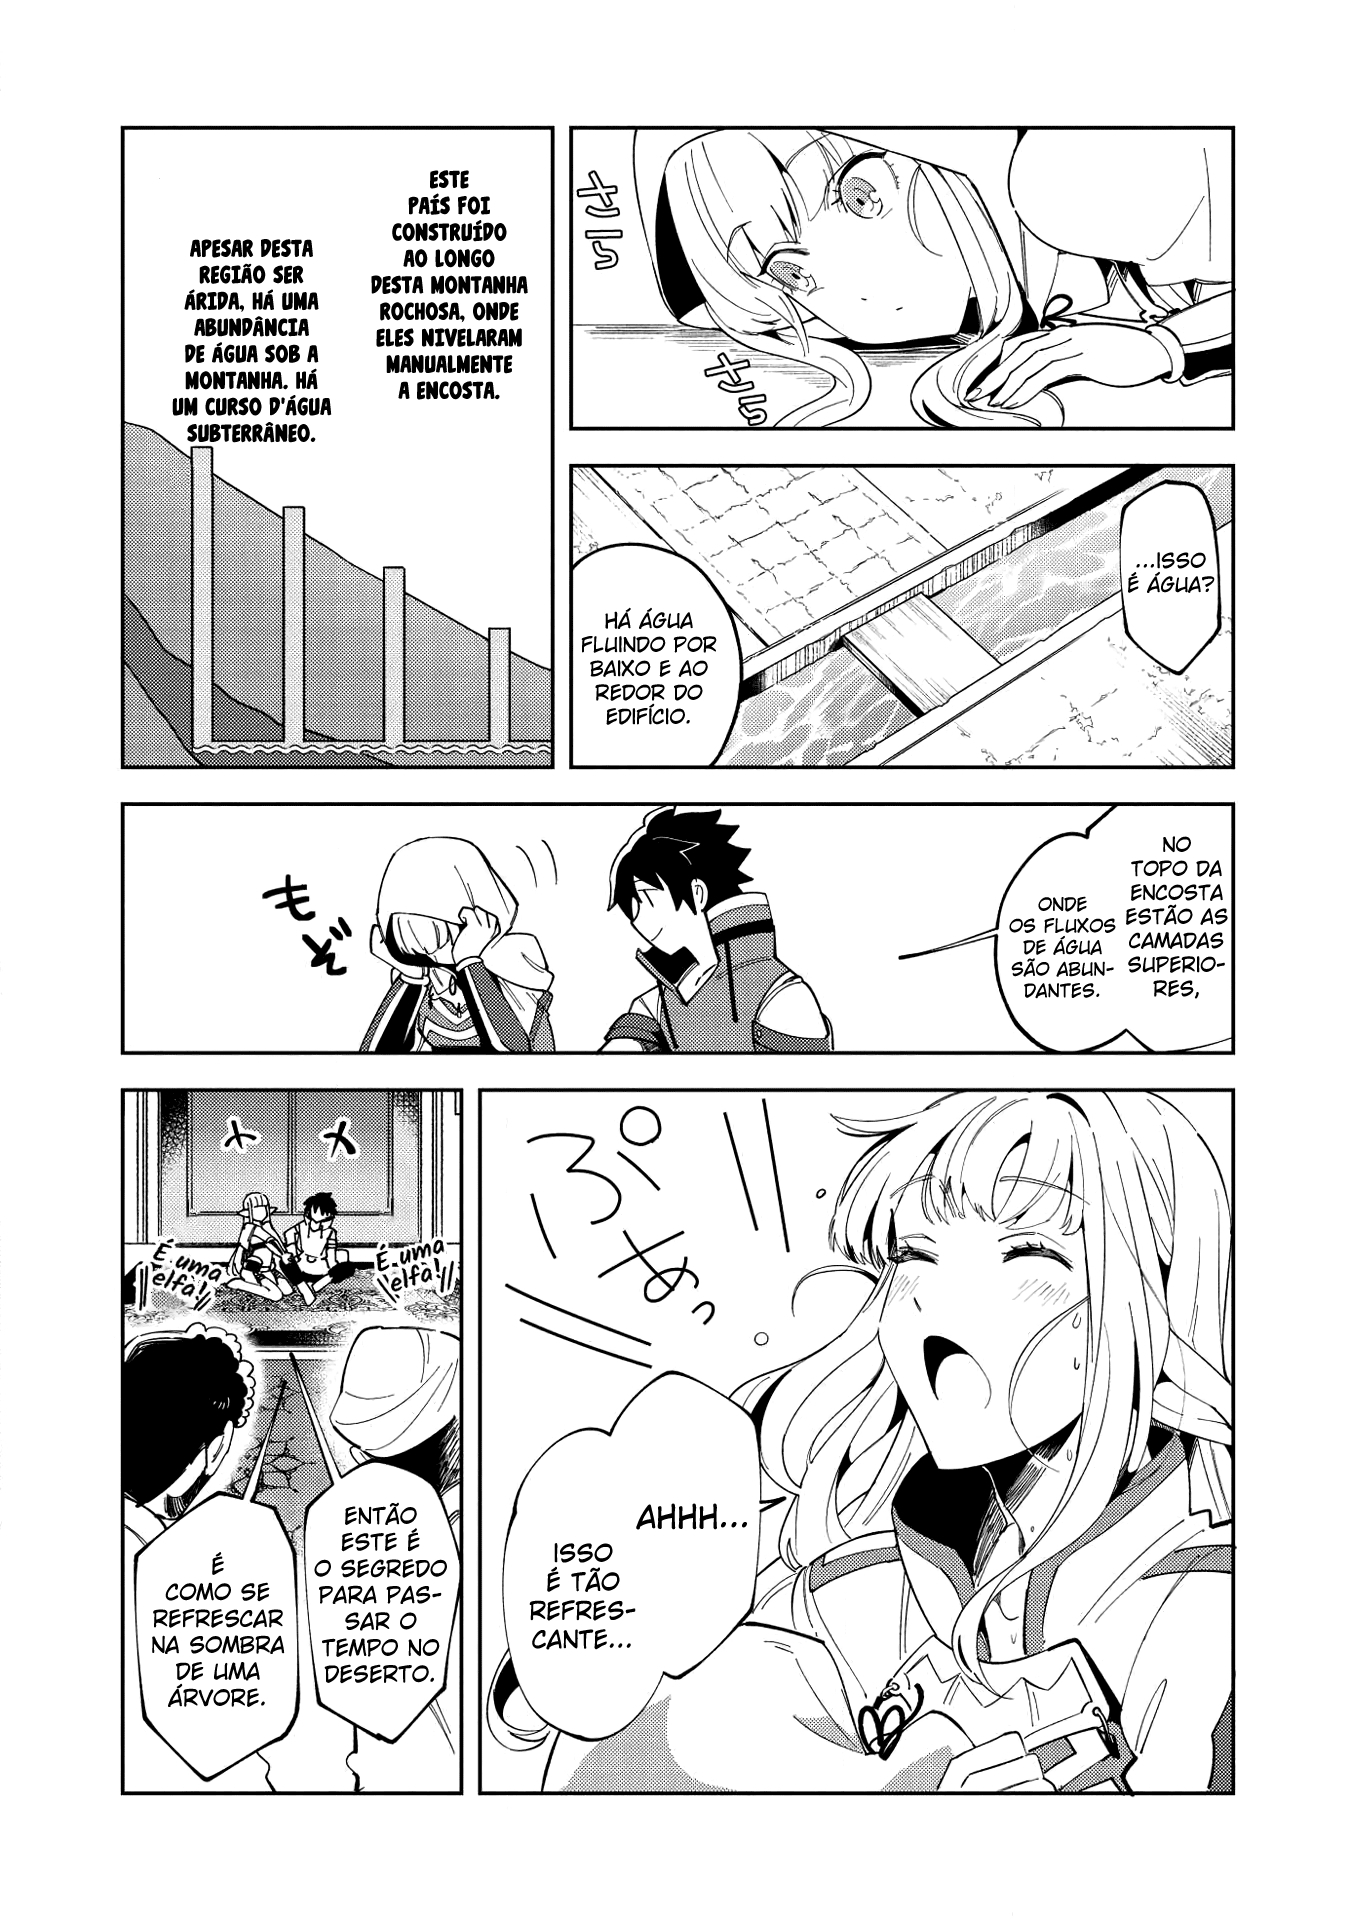 さら
さら
...ISSO
É ÁGUA?
HÁ ÁGUA
FLUINDO POR
BAIXO E AO
REDOR DO
EDIFÍCIO.
ESTE
PAÍS FOI
CONSTRUÍDO
AO LONGO
DESTA MONTANHA
ROCHOSA, ONDE
ELES NIVELARAM
MANUALMENTE
A ENCOSTA.
APESAR DESTA
REGIÃO SER
ÁRIDA, HÁ UMA
ABUNDÂNCIA
DE ÁGUA SOB A
MONTANHA. HÁ
UM CURSO D'ÁGUA
SUBTERRÂNEO.
NO
TOPO DA
ENCOSTA
ESTÃO AS
CAMADAS
SUPERIO-
RES,
ONDE
OS FLUXOS
DE ÁGUA
SÃO ABUN-
DANTES.
もぞ
ぷぁっ
AHHH...
ISSO
É TÃO
REFRES-
CANTE...
É uma
elfa!
É uma
elfa!
ENTÃO
ESTE É
O SEGREDO
PARA PAS-
SAR O
TEMPO NO
DESERTO.
É
COMO SE
REFRESCAR
NA SOMBRA
DE UMA
ÁRVORE.